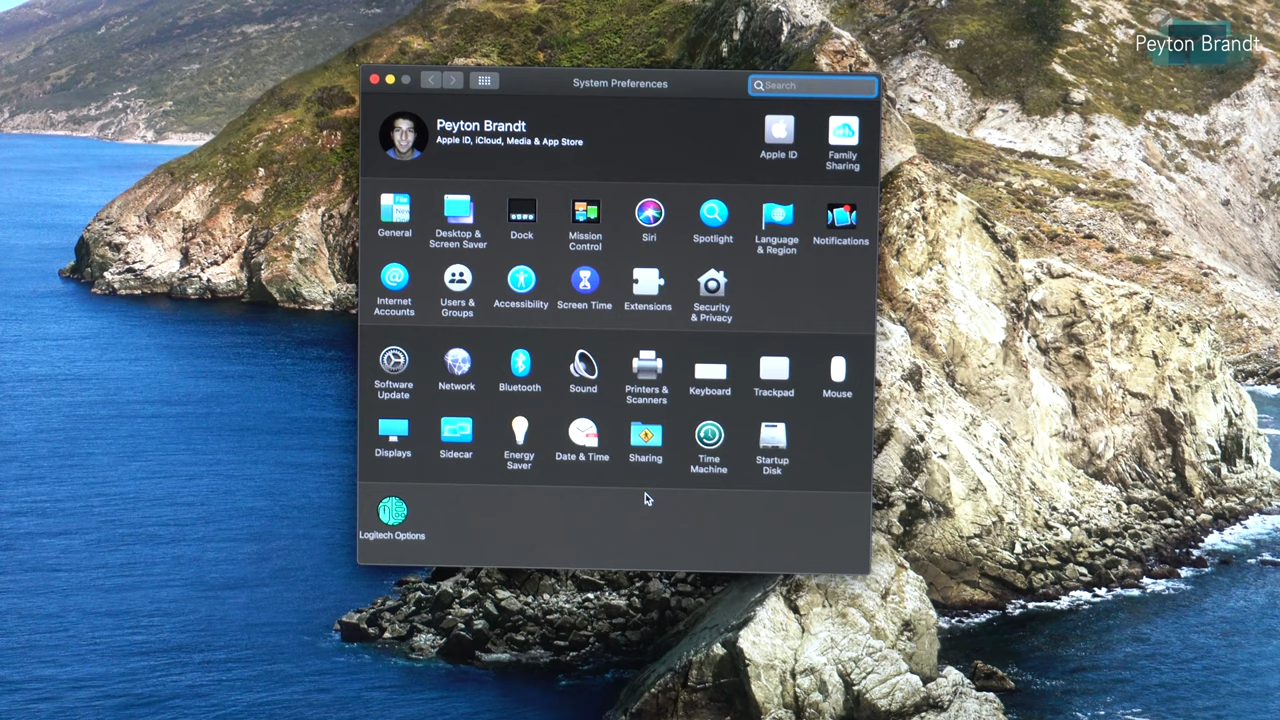 Peyton Brandt
System Preferences
Search
Peyton Brandt
Apple ID, iCloud, Media & App Store
Apple ID
Family
Sharing
General
Desktop &
Screen Saver
Dock
Mission
Control
Siri
Spotlight
Language
& Region
Notifications
Internet
Accounts
Users &
Groups
Accessibility
Screen Time
Extensions
Security
& Privacy
Software
Update
Network
Bluetooth
Sound
Printers &
Scanners
Keyboard
Trackpad
Mouse
Displays
Sidecar
Energy
Saver
Date & Time
Sharing
Time
Machine
Startup
Disk
Logitech Options